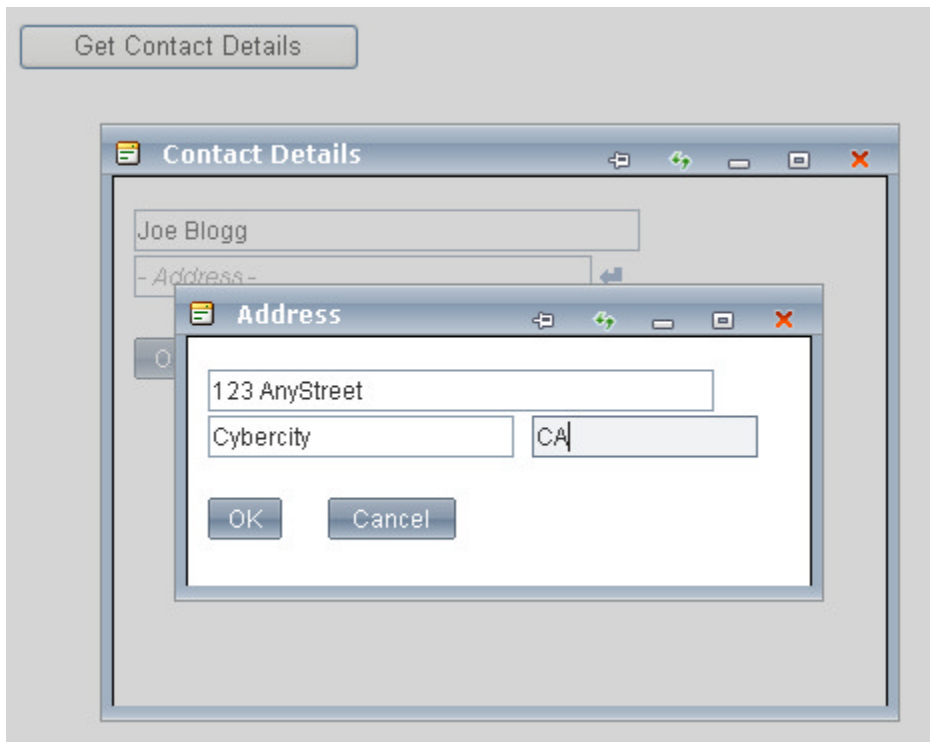 Get Contact Details
Contact Details
Joe Blogg
- Address -
Address
O
123 AnyStreet
Cybercity CA
OK Cancel